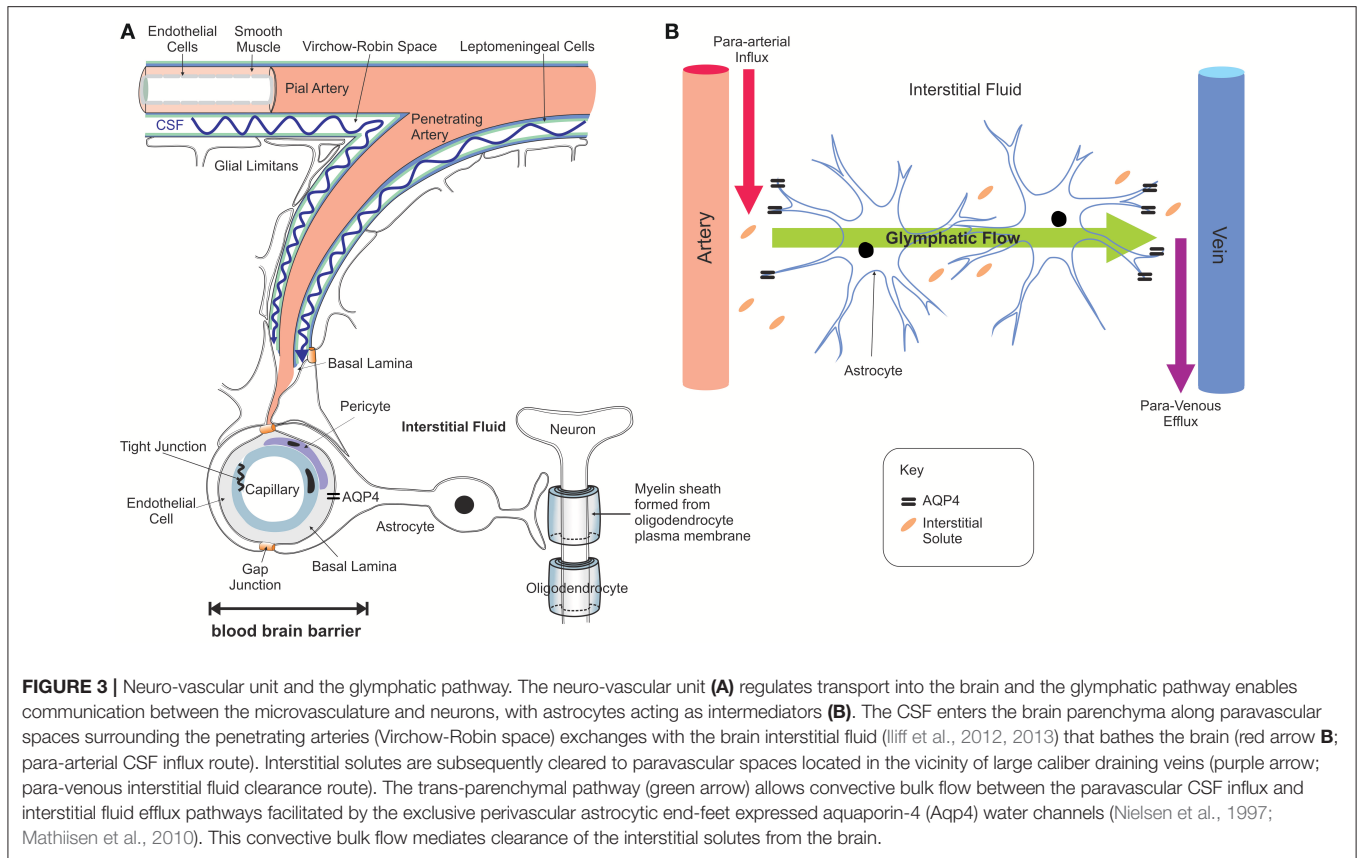 A
Endothelial
Cells
Smooth
Muscle
Virchow-Robin Space
Leptomeningeal Cells
Pial Artery
CSF
Penetrating
Artery
Glial Limitans
Basal Lamina
Pericyte
Interstitial Fluid
Neuron
Tight Junction
Capillary
AQP4
Endothelial
Cell
Astrocyte
Myelin sheath
formed from
oligodendrocyte
plasma membrane
Basal Lamina
Gap
Junction
Oligodendrocyte
blood brain barrier
B
Para-arterial
Influx
Interstitial Fluid
Artery
Glymphatic Flow
Vein
Astrocyte
Para-Venous
Efflux
Key
AQP4
Interstitial
Solute
FIGURE 3 | Neuro-vascular unit and the glymphatic pathway. The neuro-vascular unit (A) regulates transport into the brain and the glymphatic pathway enables
communication between the microvasculature and neurons, with astrocytes acting as intermediators (B). The CSF enters the brain parenchyma along paravascular
spaces surrounding the penetrating arteries (Virchow-Robin space) exchanges with the brain interstitial fluid (Iliff et al., 2012, 2013) that bathes the brain (red arrow B;
para-arterial CSF influx route). Interstitial solutes are subsequently cleared to paravascular spaces located in the vicinity of large caliber draining veins (purple arrow;
para-venous interstitial fluid clearance route). The trans-parenchymal pathway (green arrow) allows convective bulk flow between the paravascular CSF influx and
interstitial fluid efflux pathways facilitated by the exclusive perivascular astrocytic end-feet expressed aquaporin-4 (Aqp4) water channels (Nielsen et al., 1997;
Mathiisen et al., 2010). This convective bulk flow mediates clearance of the interstitial solutes from the brain.